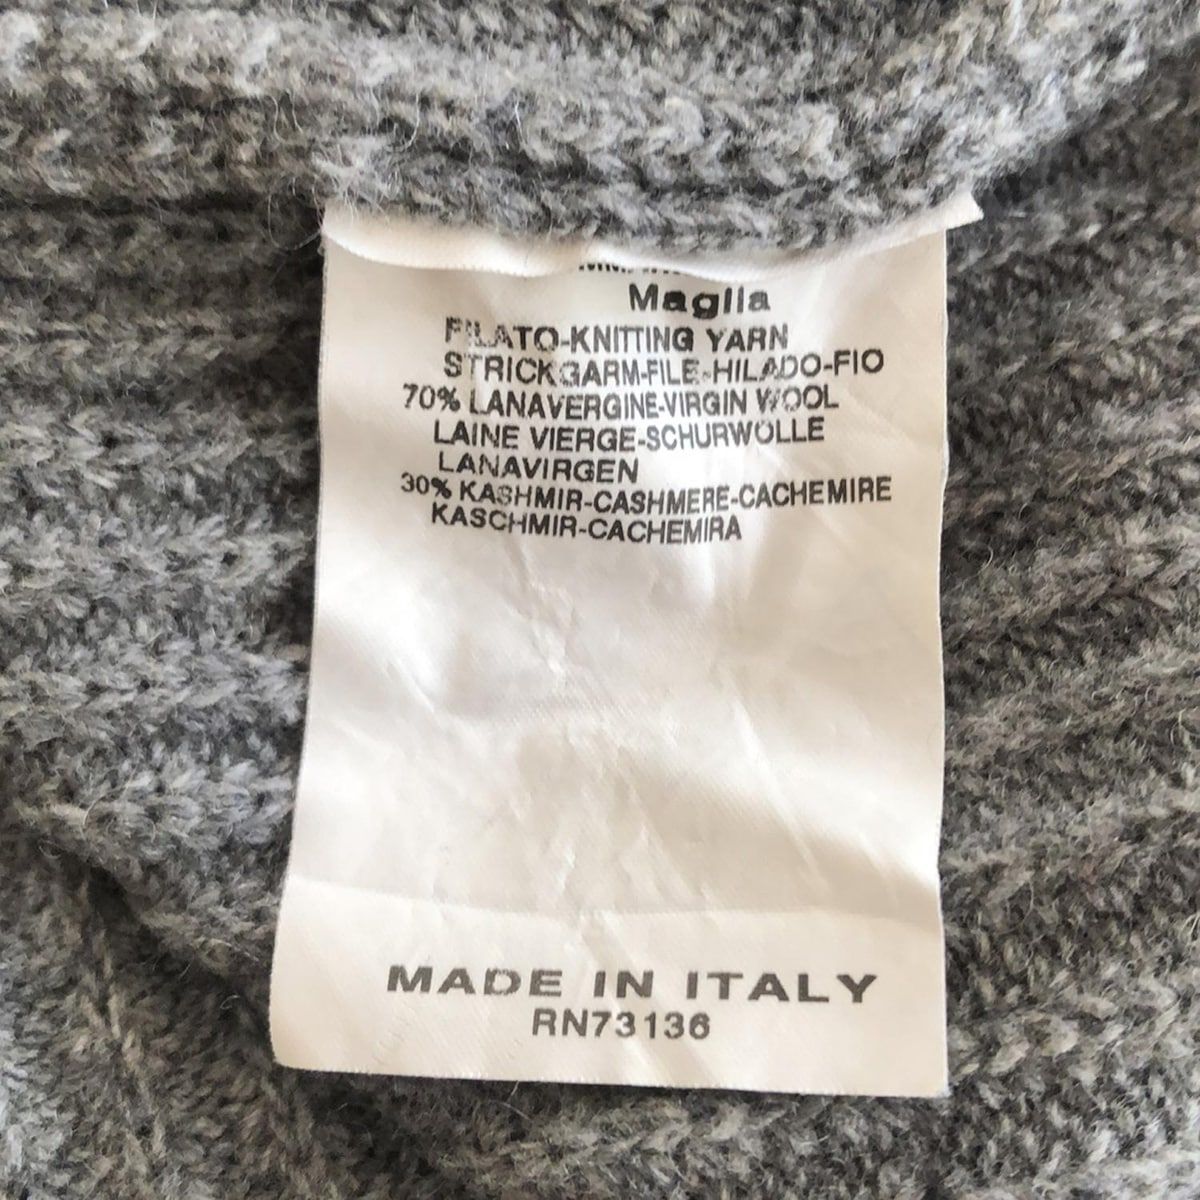 Maglia
FILATO-KNITTING YARN
STRICKGARM-FILE-HILADO-FIO
70% LANAVERGINE-VIRGIN WOOL
LAINE VIERGE-SCHURWOLLE
LANAVIRGEN
30% KASHMIR-CASHMERE-CACHEMIRE
KASCHMIR-CACHEMIRA
MADE IN ITALY
RN73136